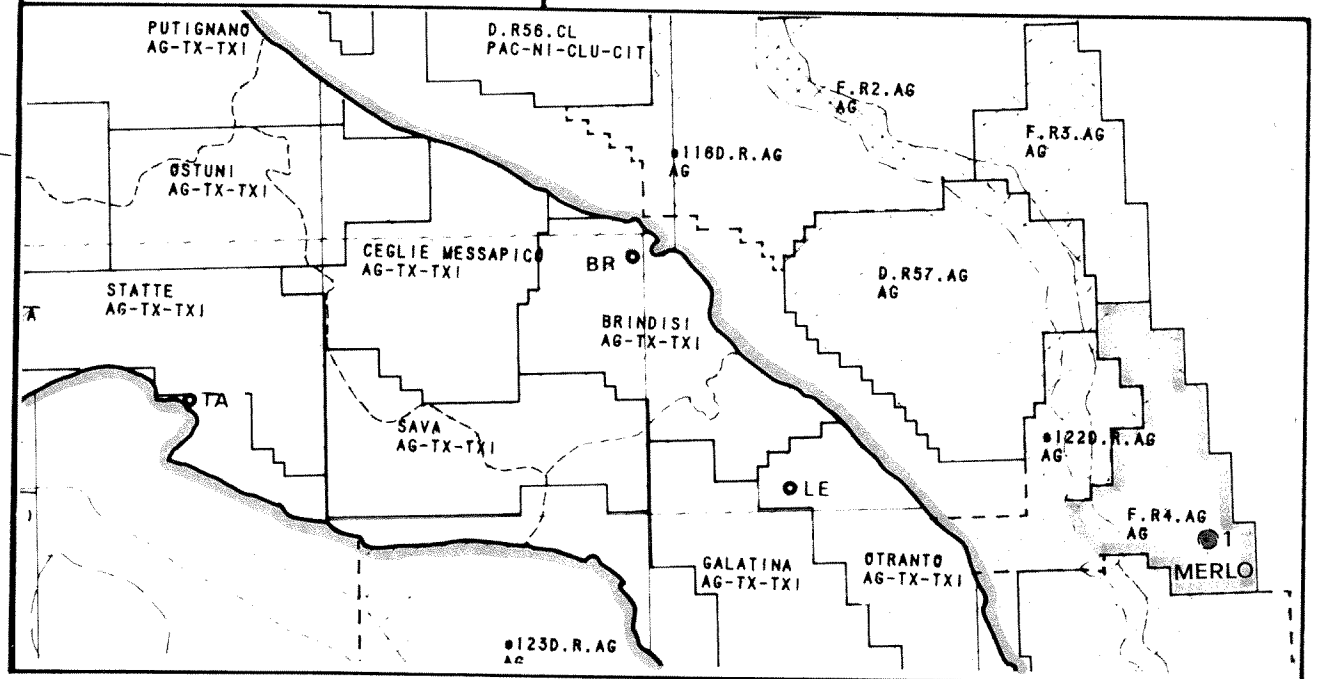 PUTIGNANO
AG-TX-TXI
D.R56.CL
PAC-NI-CLU-CIT
F.R2.AG
AG
F.R3.AG
AG
116D.R.AG
AG
OSTUNI
AG-TX-TXI
CEGLIE MESSAPICO
AG-TX-TXI
BR
D.R57.AG
AG
STATTE
AG-TX-TXI
A
BRINDISI
AG-TX-TXI
TA
SAVA
AG-TX-TXI
122D.R.AG
AG
LE
F.R4.AG
AG
1
MERLO
GALATINA
AG-TX-TXI
OTRANTO
AG-TX-TXI
123D.R.AG
AG